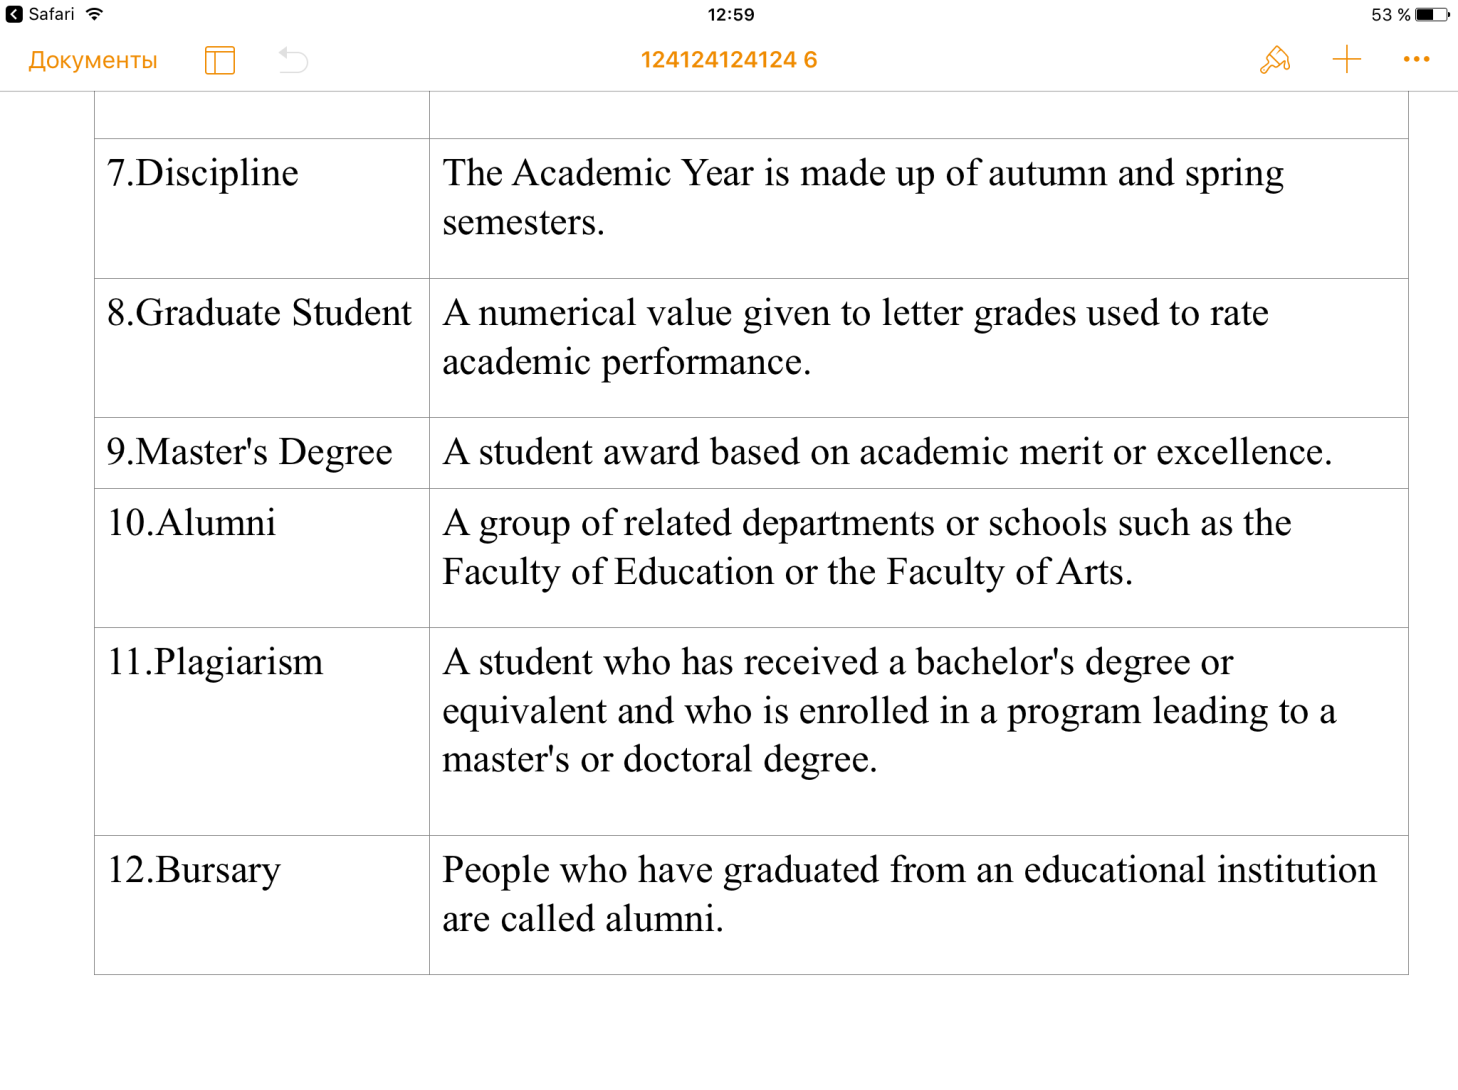 Safari 12:59 53 %
Документы 124124124124 6
7.Discipline The Academic Year is made up of autumn and spring
semesters.
8.Graduate Student A numerical value given to letter grades used to rate
academic performance.
9.Master's Degree A student award based on academic merit or excellence.
10.Alumni A group of related departments or schools such as the
Faculty of Education or the Faculty of Arts.
11.Plagiarism A student who has received a bachelor's degree or
equivalent and who is enrolled in a program leading to a
master's or doctoral degree.
12.Bursary People who have graduated from an educational institution
are called alumni.